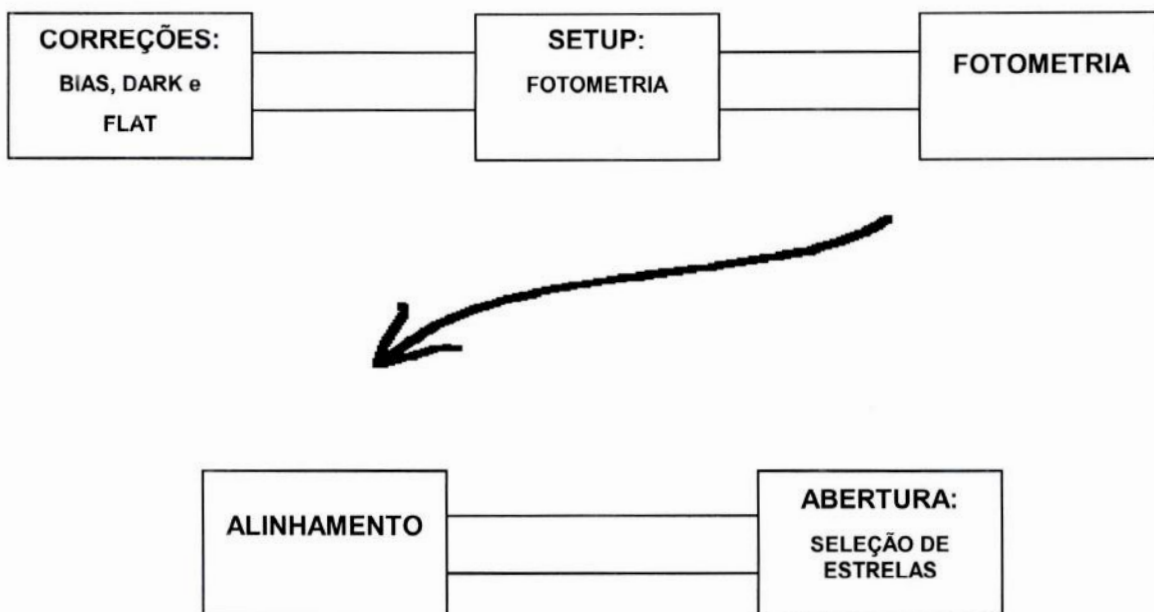 CORREÇÕES:
BIAS, DARK e
FLAT
SETUP:
FOTOMETRIA
FOTOMETRIA
ALINHAMENTO
ABERTURA:
SELEÇÃO DE
ESTRELAS